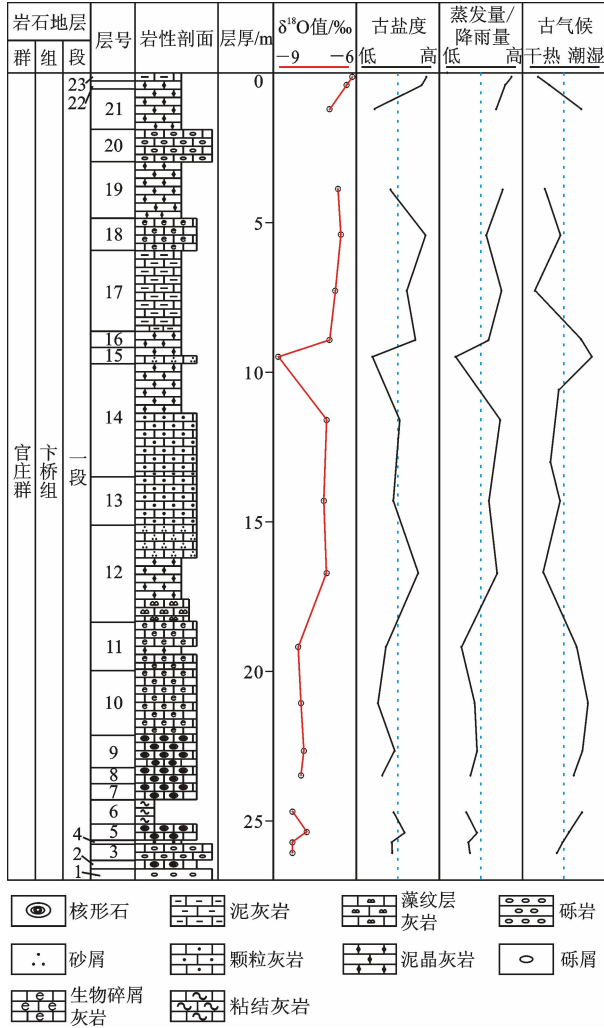 岩石地层
群 组 段
层号
岩性剖面
层厚/m
δ18O值/‰
−9 −6
古盐度
低 高
蒸发量/
降雨量
低 高
古气候
干热 潮湿
官庄群
卞桥组
一段
23
22
21
20
19
18
17
16
15
14
13
12
11
10
9
8
7
6
5
4
3
2
1
0
5
10
15
20
25
核形石
泥灰岩
藻纹层
灰岩
砾岩
砂屑
颗粒灰岩
泥晶灰岩
砾屑
生物碎屑
灰岩
粘结灰岩